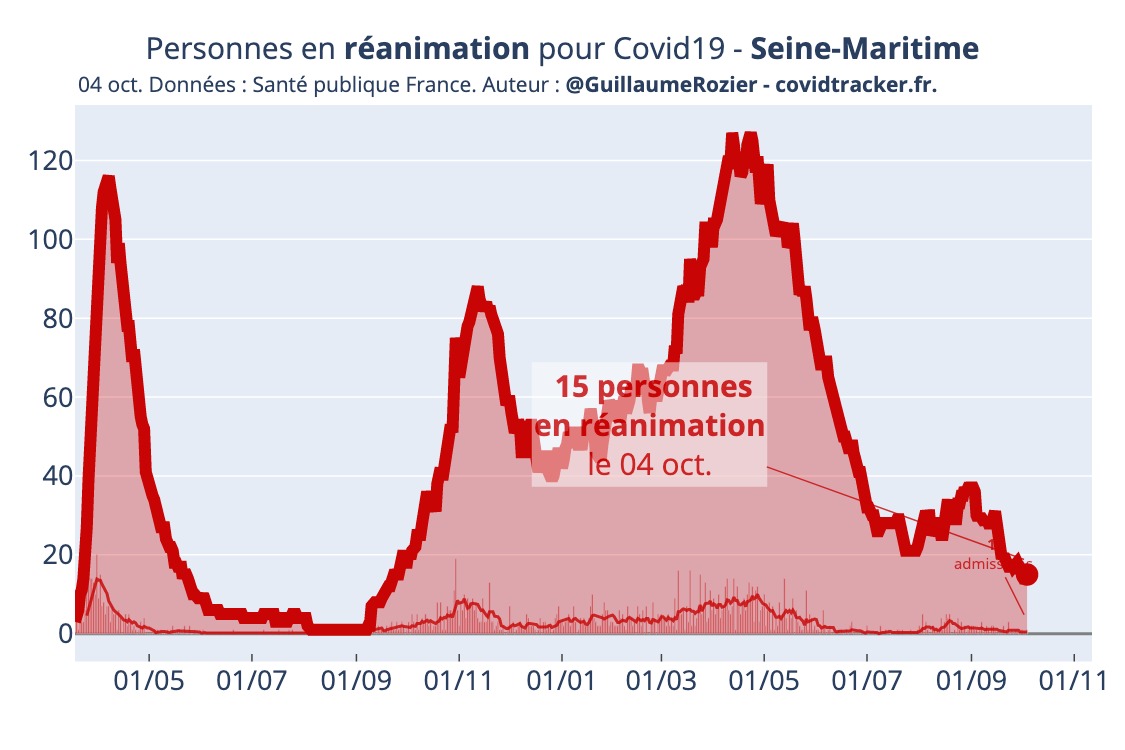 Personnes en réanimation pour Covid19 - Seine-Maritime
04 oct. Données : Santé publique France. Auteur : @GuillaumeRozier - covidtracker.fr.
120
100
80
60
40
20
0
15 personnes
en réanimation
le 04 oct.
01/05 01/07 01/09 01/11 01/01 01/03 01/05 01/07 01/09 01/11